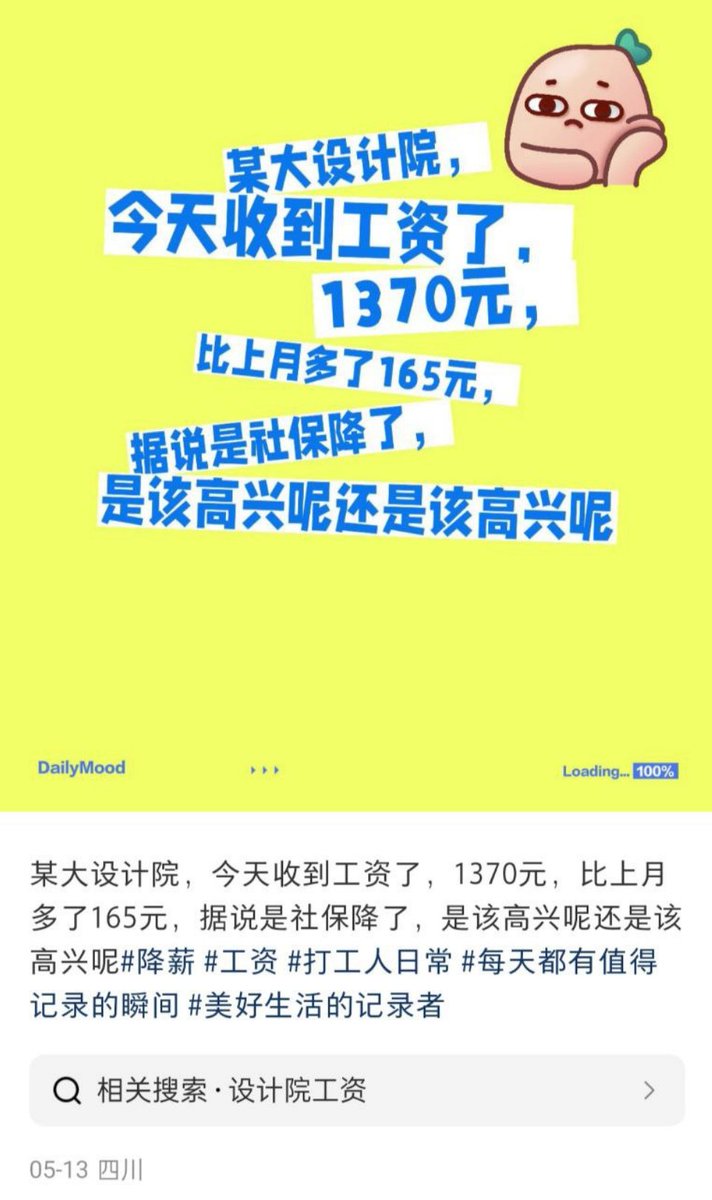 某大设计院，
今天收到工资了，
1370元，
比上月多了165元，
据说是社保降了，
是该高兴呢还是该高兴呢
DailyMood
Loading... 100%
某大设计院，今天收到工资了，1370元，比上月
多了165元，据说是社保降了，是该高兴呢还是该
高兴呢#降薪 #工资 #打工人日常 #每天都有值得
记录的瞬间 #美好生活的记录者
相关搜索·设计院工资
05-13 四川